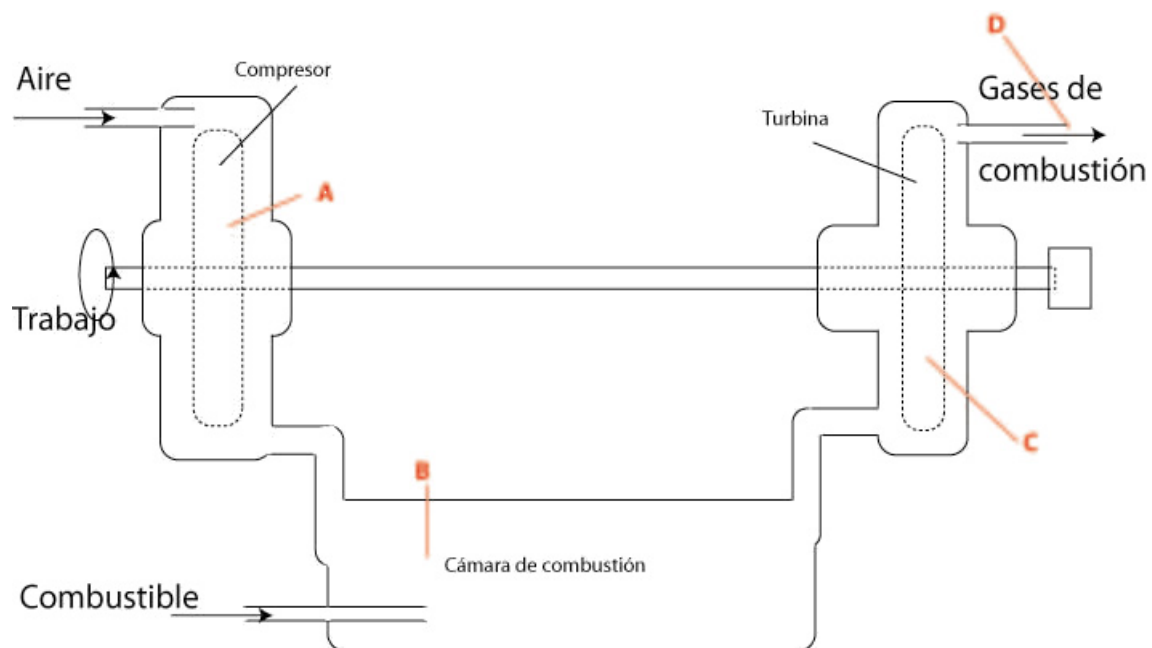 D
Aire
Compresor
Gases de
Turbina
combustión
A
Trabajo
C
B
Cámara de combustión
Combustible